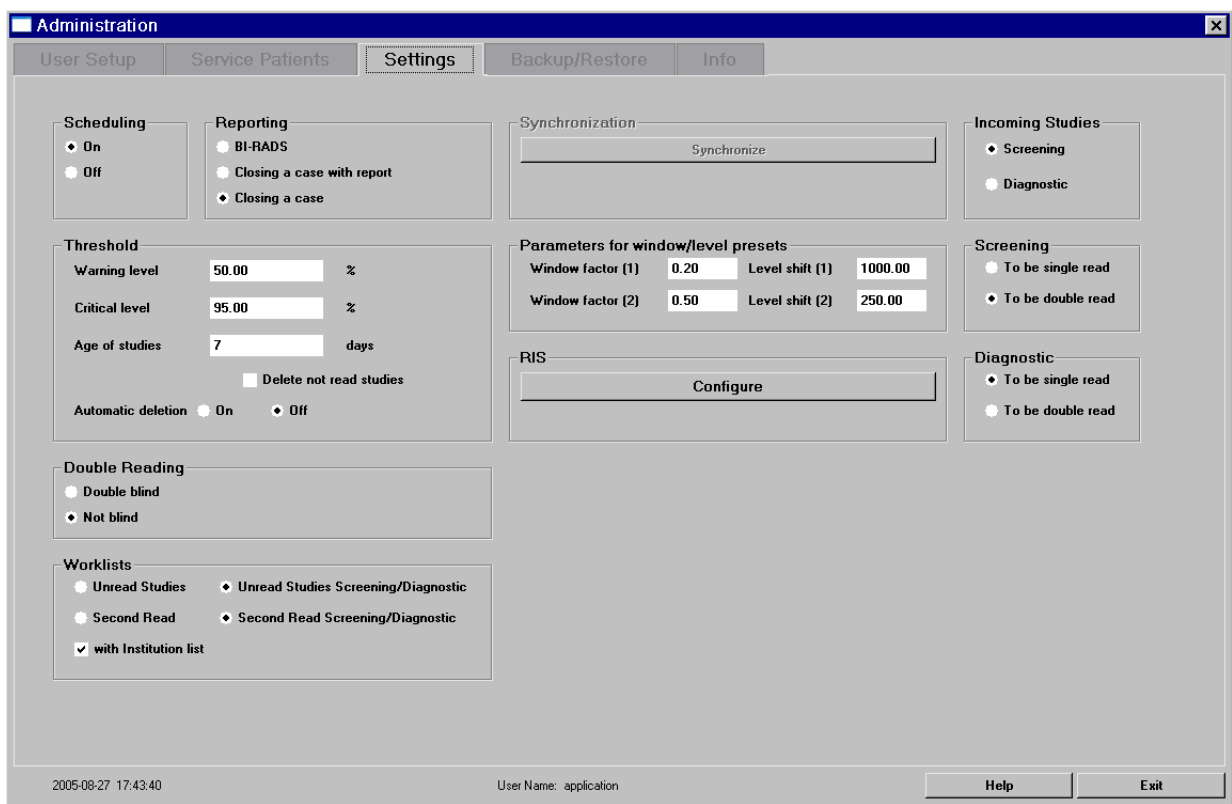 Administration
User Setup Service Patients Settings Backup/Restore Info
Scheduling
On
Off
Reporting
BI-RADS
Closing a case with report
Closing a case
Synchronization
Synchronize
Incoming Studies
Screening
Diagnostic
Threshold
Warning level 50.00 %
Critical level 95.00 %
Age of studies 7 days
Delete not read studies
Automatic deletion On Off
Parameters for window/level presets
Window factor (1) 0.20 Level shift (1) 1000.00
Window factor (2) 0.50 Level shift (2) 250.00
Screening
To be single read
To be double read
RIS
Configure
Diagnostic
To be single read
To be double read
Double Reading
Double blind
Not blind
Worklists
Unread Studies Unread Studies Screening/Diagnostic
Second Read Second Read Screening/Diagnostic
with Institution list
2005-08-27 17:43:40 User Name: application Help Exit